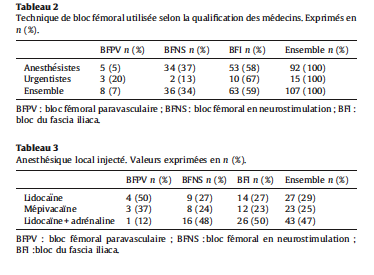 Tableau 2
Technique de bloc fémoral utilisée selon la qualification des médecins. Exprimés en
n (%).
BFPV n (%) BFNS n (%) BFI n (%) Ensemble n (%)
Anesthésistes 5 (5) 34 (37) 53 (58) 92 (100)
Urgentistes 3 (20) 2 (13) 10 (67) 15 (100)
Ensemble 8 (7) 36 (34) 63 (59) 107 (100)
BFPV : bloc fémoral paravasculaire ; BFNS : bloc fémoral en neurostimulation ; BFI :
bloc du fascia iliaca.
Tableau 3
Anesthésique local injecté. Valeurs exprimées en n (%).
BFPV n (%) BFNS n (%) BFI n (%) Ensemble n (%)
Lidocaïne 4 (50) 9 (27) 14 (27) 27 (29)
Mépivacaïne 3 (37) 8 (24) 12 (23) 23 (25)
Lidocaïne + adrénaline 1 (12) 16 (48) 26 (50) 43 (47)
BFPV : bloc fémoral paravasculaire ; BFNS :bloc fémoral en neurostimulation ; BFI :
bloc du fascia iliaca.